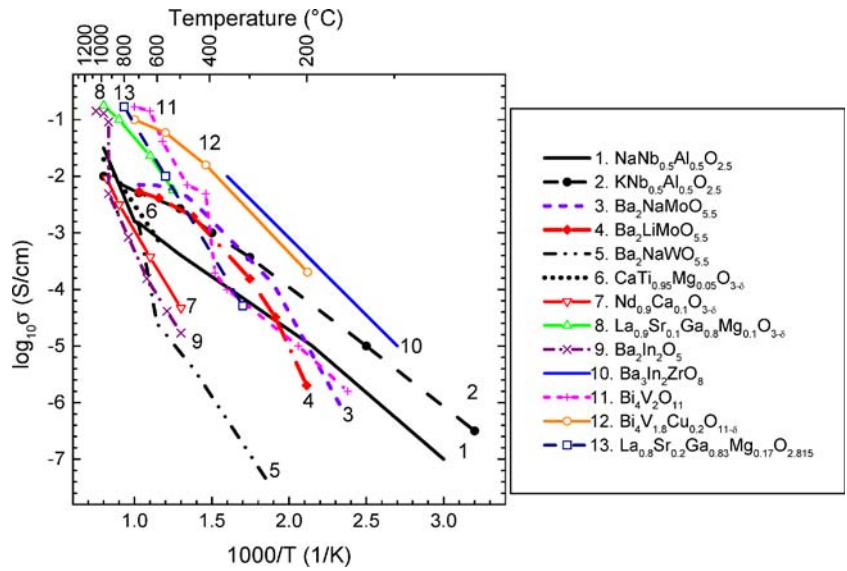 Temperature (°C)
1200
1000
800
600
400
200
8
13
11
12
6
7
9
10
4
3
2
1
5
-1
-2
-3
-4
-5
-6
-7
log₁₀σ (S/cm)
1.0
1.5
2.0
2.5
3.0
1000/T (1/K)
1. NaNb₀.₅Al₀.₅O₂.₅
2. KNb₀.₅Al₀.₅O₂.₅
3. Ba₂NaMoO₅.₅
4. Ba₂LiMoO₅.₅
5. Ba₂NaWO₅.₅
6. CaTi₀.₉₅Mg₀.₀₅O₃₋δ
7. Nd₀.₉Ca₀.₁O₃₋δ
8. La₀.₉Sr₀.₁Ga₀.₈Mg₀.₁O₃₋δ
9. Ba₂In₂O₅
10. Ba₃In₂ZrO₈
11. Bi₄V₂O₁₁
12. Bi₄V₁.₈Cu₀.₂O₁₁₋δ
13. La₀.₈Sr₀.₂Ga₀.₈₃Mg₀.₁₇O₂.₈₁₅